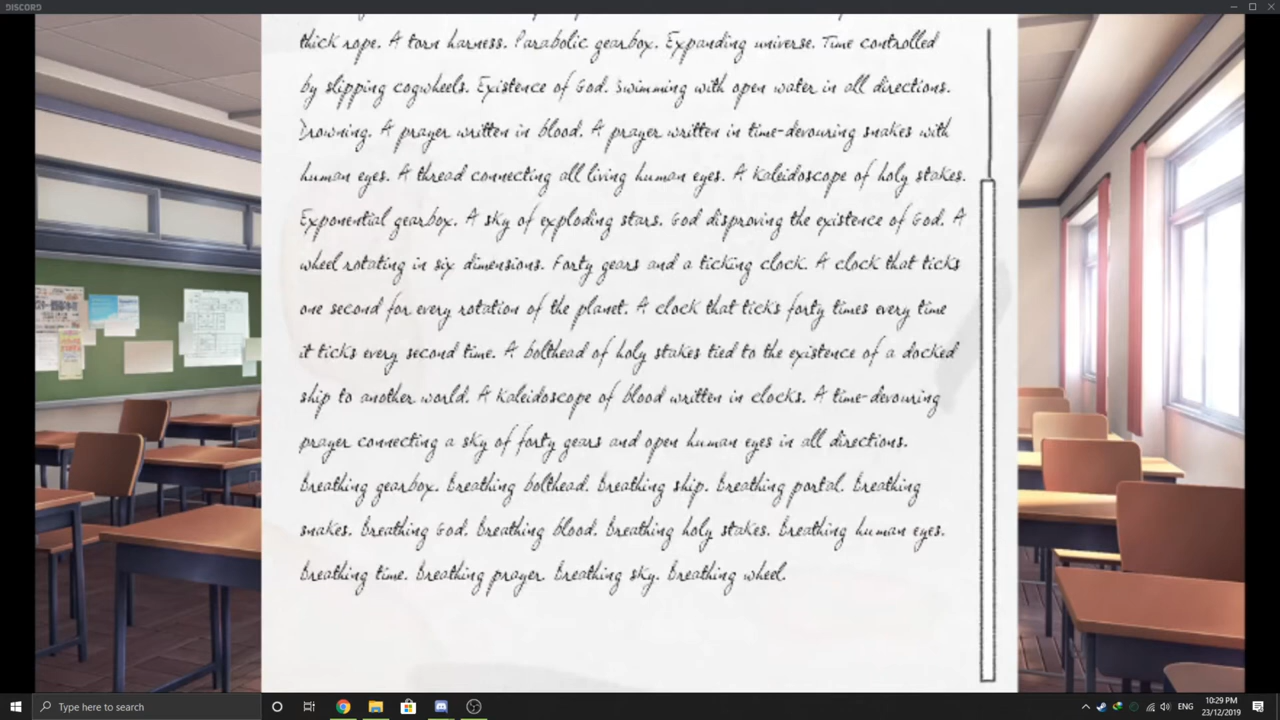 DISCORD
thick rope. A torn harness. Parabolic gearbox. Expanding universe. Time controlled
by slipping cogwheels. Existence of God. Swimming with open water in all directions.
Drowning. A prayer written in blood. A prayer written in time-devouring snakes with
human eyes. A thread connecting all living human eyes. A kaleidoscope of holy stakes.
Exponential gearbox. A sky of exploding stars. God disproving the existence of God. A
wheel rotating in six dimensions. Forty gears and a ticking clock. A clock that ticks
one second for every rotation of the planet. A clock that ticks forty times every time
it ticks every second time. A bolthead of holy stakes tied to the existence of a docked
ship to another world. A kaleidoscope of blood written in clocks. A time-devouring
prayer connecting a sky of forty gears and open human eyes in all directions.
Breathing gearbox. Breathing bolthead. Breathing ship. Breathing portal. Breathing
snakes. Breathing God. Breathing blood. Breathing holy stakes. Breathing human eyes.
Breathing time. Breathing prayer. Breathing sky. Breathing wheel.
Type here to search
ENG
10:29 PM
23/12/2019